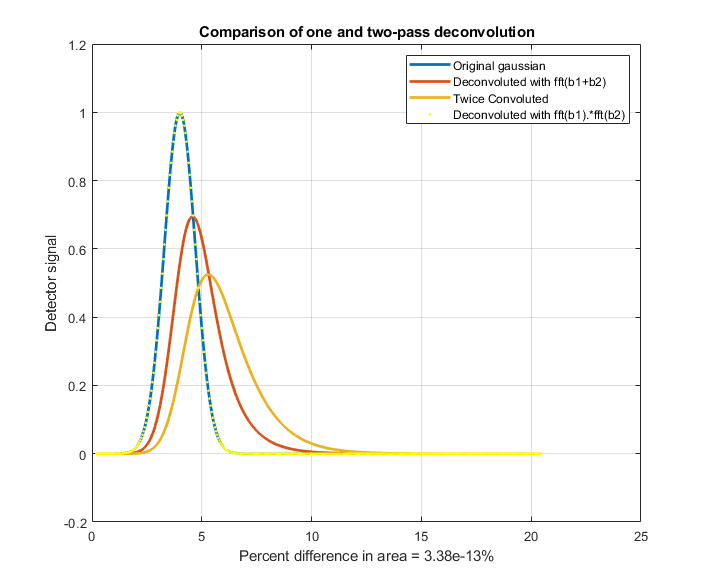 Comparison of one and two-pass deconvolution
Original gaussian
Deconvoluted with fft(b1+b2)
Twice Convoluted
Deconvoluted with fft(b1).*fft(b2)
Detector signal
1.2
1
0.8
0.6
0.4
0.2
0
-0.2
0 5 10 15 20 25
Percent difference in area = 3.38e-13%